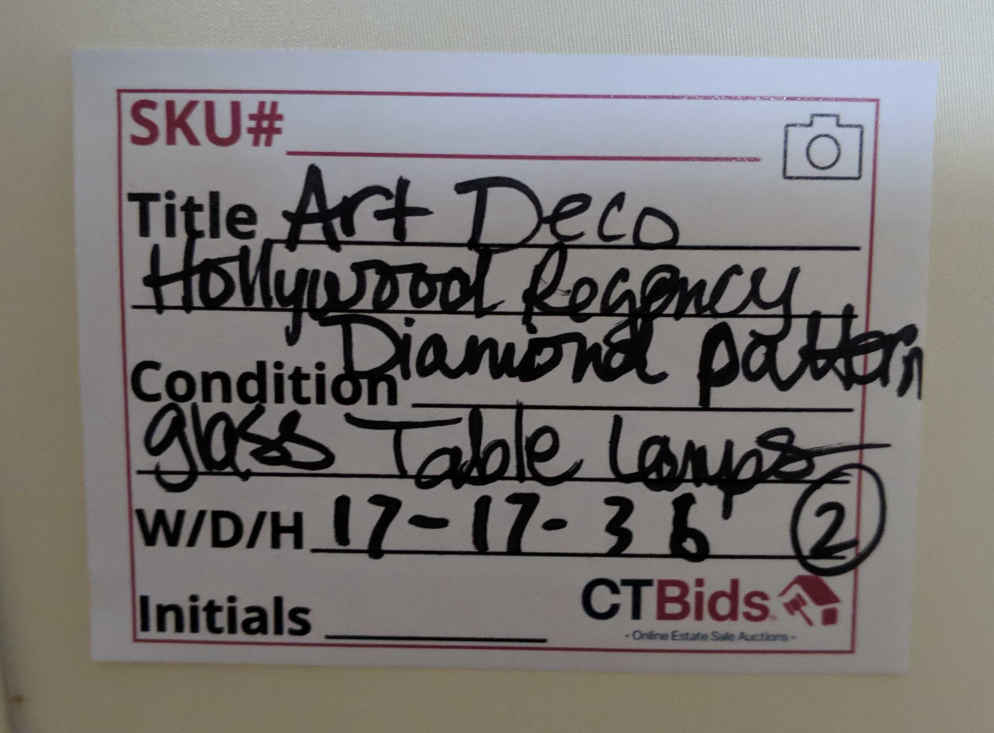 SKU#
Title Art Deco
Hollywood Regency
Condition Diamond pattern
glass Table Lamps
W/D/H 17-17-36 2
Initials
CTBids
- Online Estate Sale Auctions -